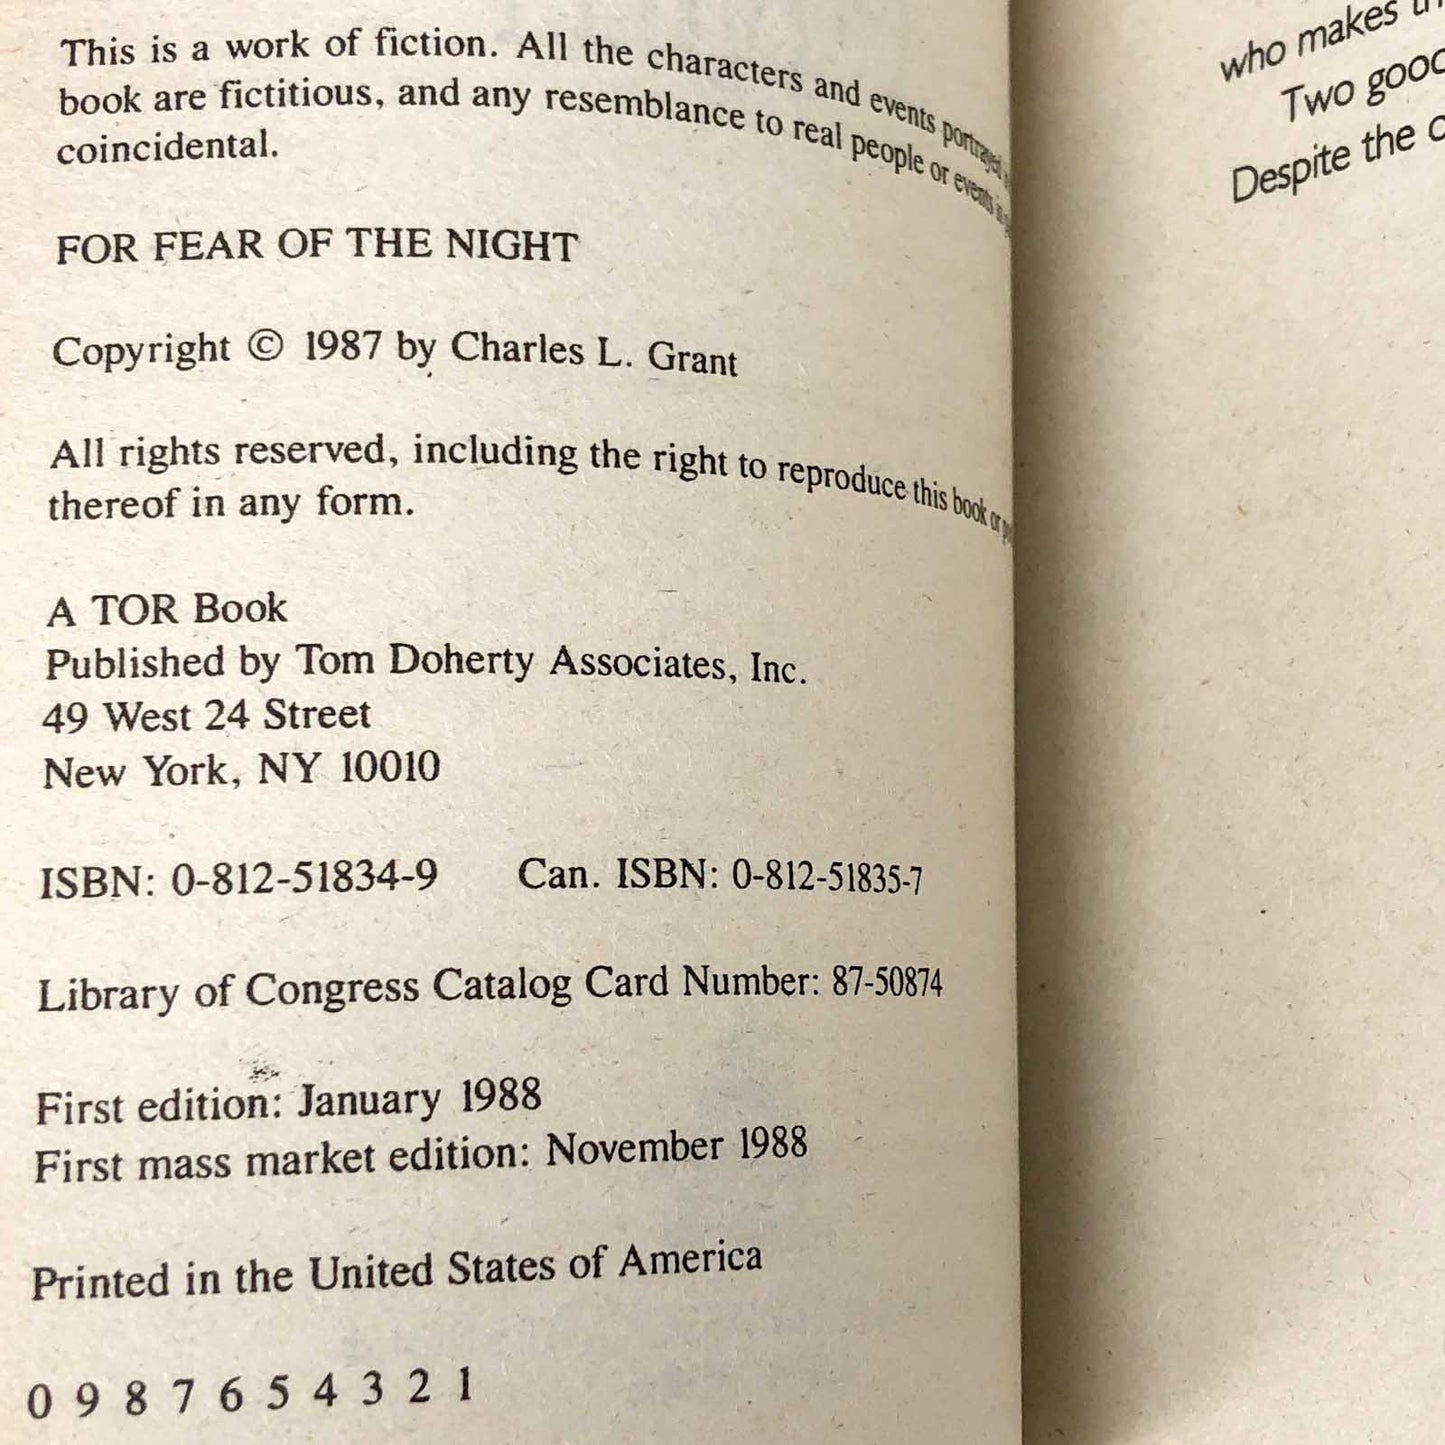 This is a work of fiction. All the characters and events portrayed
book are fictitious, and any resemblance to real people or events
coincidental.
FOR FEAR OF THE NIGHT
Copyright © 1987 by Charles L. Grant
All rights reserved, including the right to reproduce this book or
thereof in any form.
A TOR Book
Published by Tom Doherty Associates, Inc.
49 West 24 Street
New York, NY 10010
ISBN: 0-812-51834-9 Can. ISBN: 0-812-51835-7
Library of Congress Catalog Card Number: 87-50874
First edition: January 1988
First mass market edition: November 1988
Printed in the United States of America
0 9 8 7 6 5 4 3 2 1
who makes
Two good
Despite the